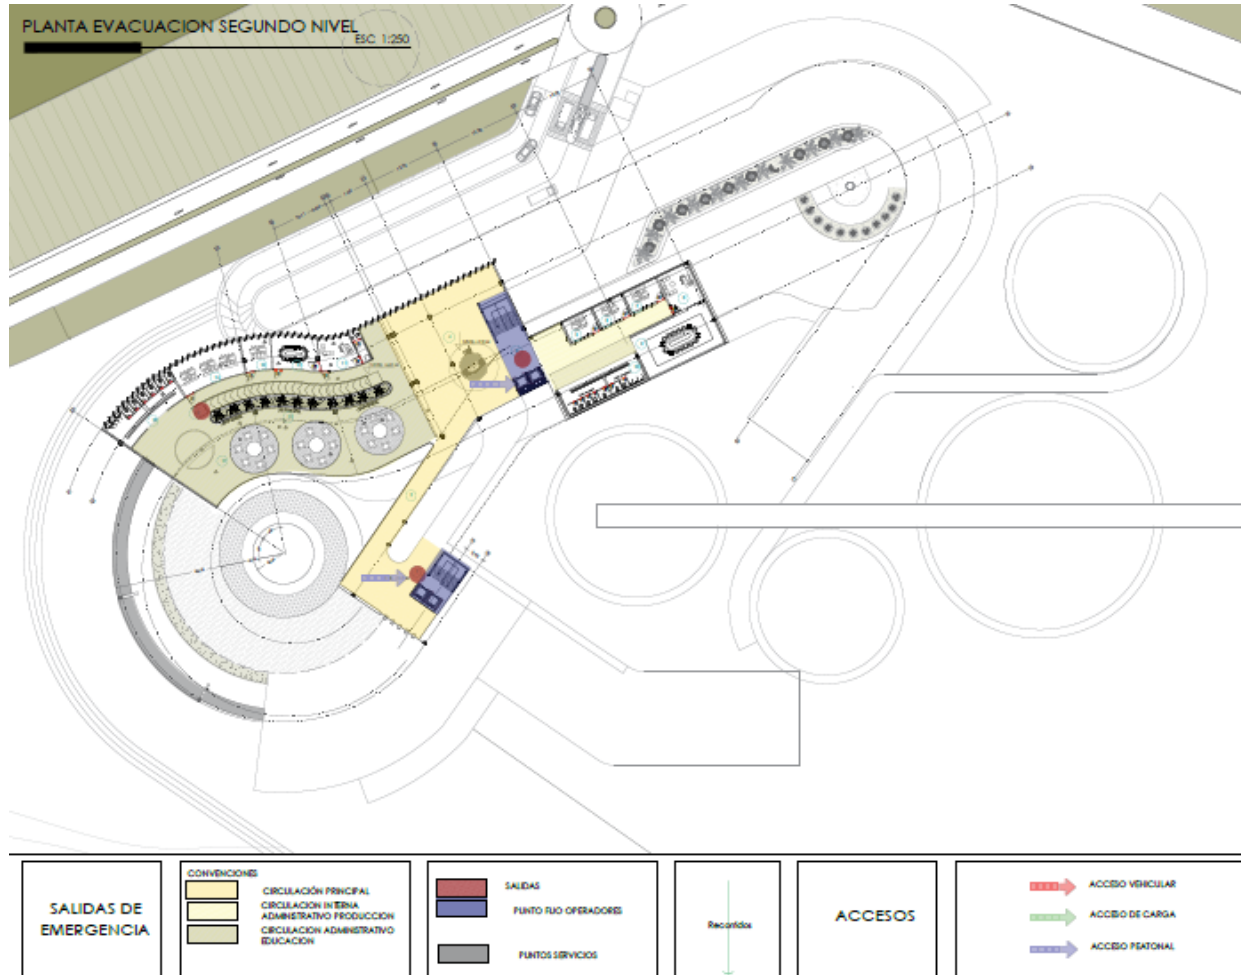 PLANTA EVACUACION SEGUNDO NIVEL
ESC 1:250
SALIDAS DE
EMERGENCIA
CONVENCIONES
CIRCULACIÓN PRINCIPAL
CIRCULACION INTERNA
ADMINISTRATIVO PRODUCCION
CIRCULACION ADMINISTRATIVO
EDUCACION
SALIDAS
PUNTO FIJO OPERADORES
PUNTOS SERVICIOS
Recorridos
ACCESOS
ACCESO VEHICULAR
ACCESO DE CARGA
ACCESO PEATONAL